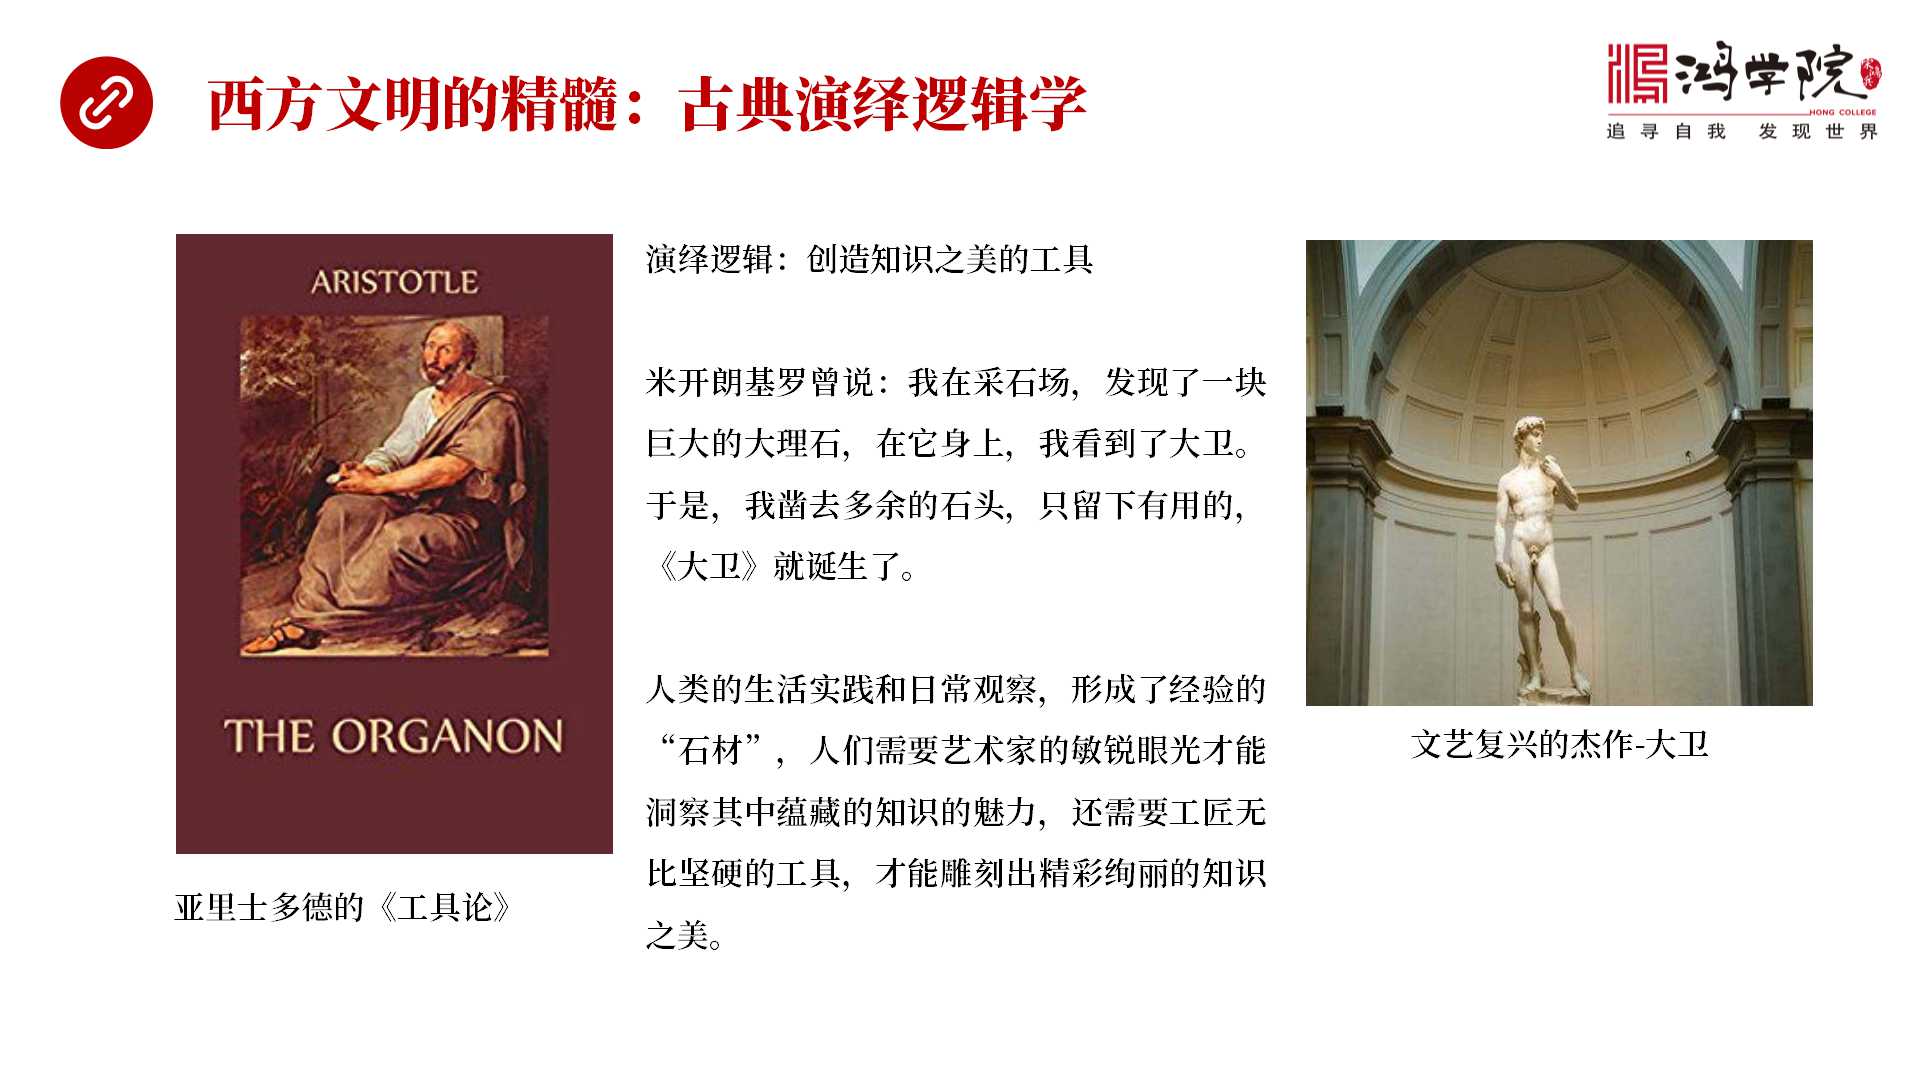 西方文明的精髓：古典演绎逻辑学
鸿学院
HONG COLLEGE
追寻自我 发现世界
ARISTOTLE
THE ORGANON
亚里士多德的《工具论》
演绎逻辑：创造知识之美的工具
米开朗基罗曾说：我在采石场，发现了一块
巨大的大理石，在它身上，我看到了大卫。
于是，我凿去多余的石头，只留下有用的，
《大卫》就诞生了。
人类的生活实践和日常观察，形成了经验的
“石材”，人们需要艺术家的敏锐眼光才能
洞察其中蕴藏的知识的魅力，还需要工匠无
比坚硬的工具，才能雕刻出精彩绚丽的知识
之美。
文艺复兴的杰作-大卫